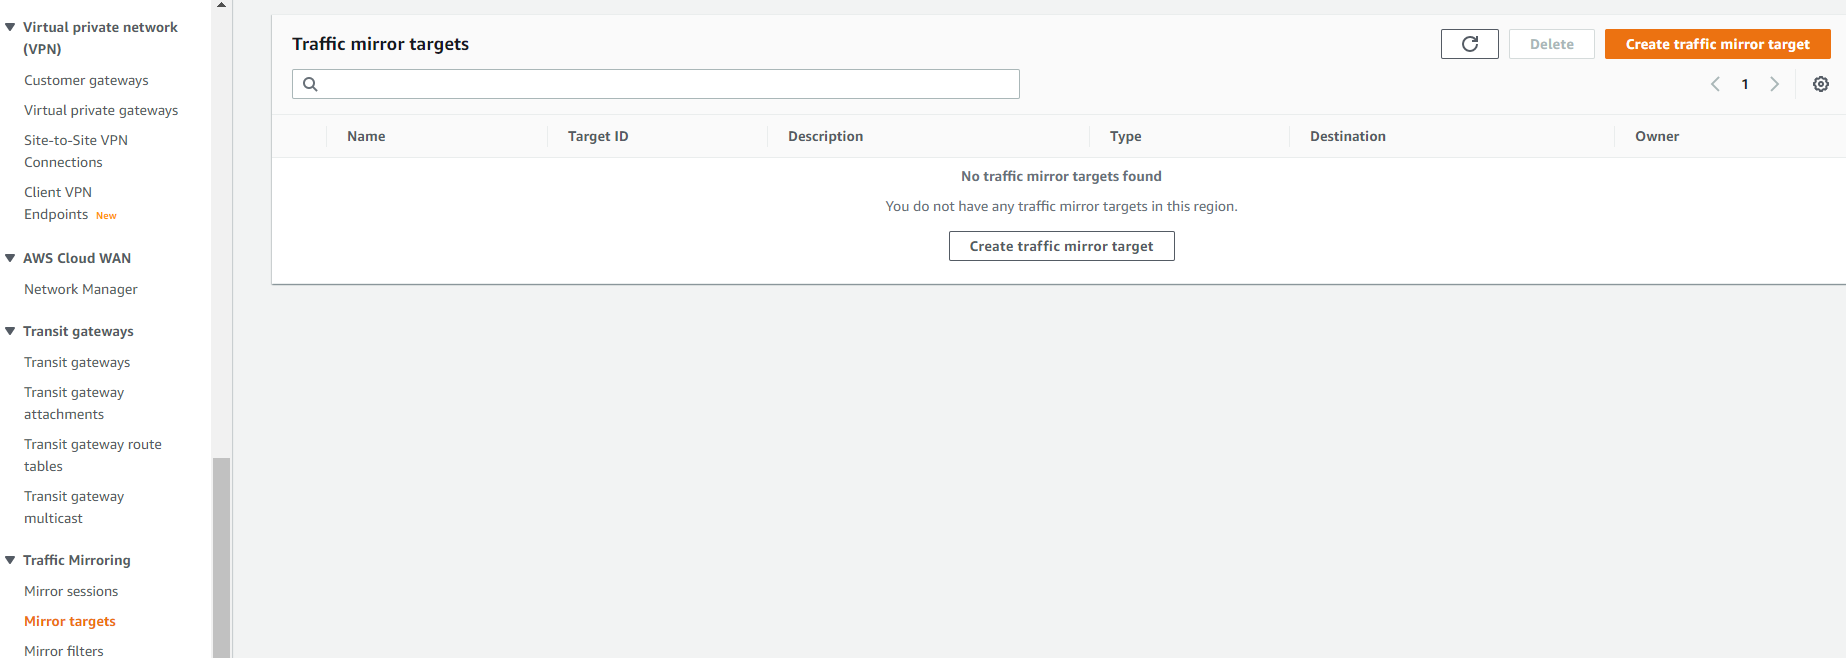 Virtual private network
(VPN)
Customer gateways
Virtual private gateways
Site-to-Site VPN
Connections
Client VPN
Endpoints New
AWS Cloud WAN
Network Manager
Transit gateways
Transit gateways
Transit gateway
attachments
Transit gateway route
tables
Transit gateway
multicast
Traffic Mirroring
Mirror sessions
Mirror targets
Mirror filters
Traffic mirror targets
Delete
Create traffic mirror target
1
Name Target ID Description Type Destination Owner
No traffic mirror targets found
You do not have any traffic mirror targets in this region.
Create traffic mirror target